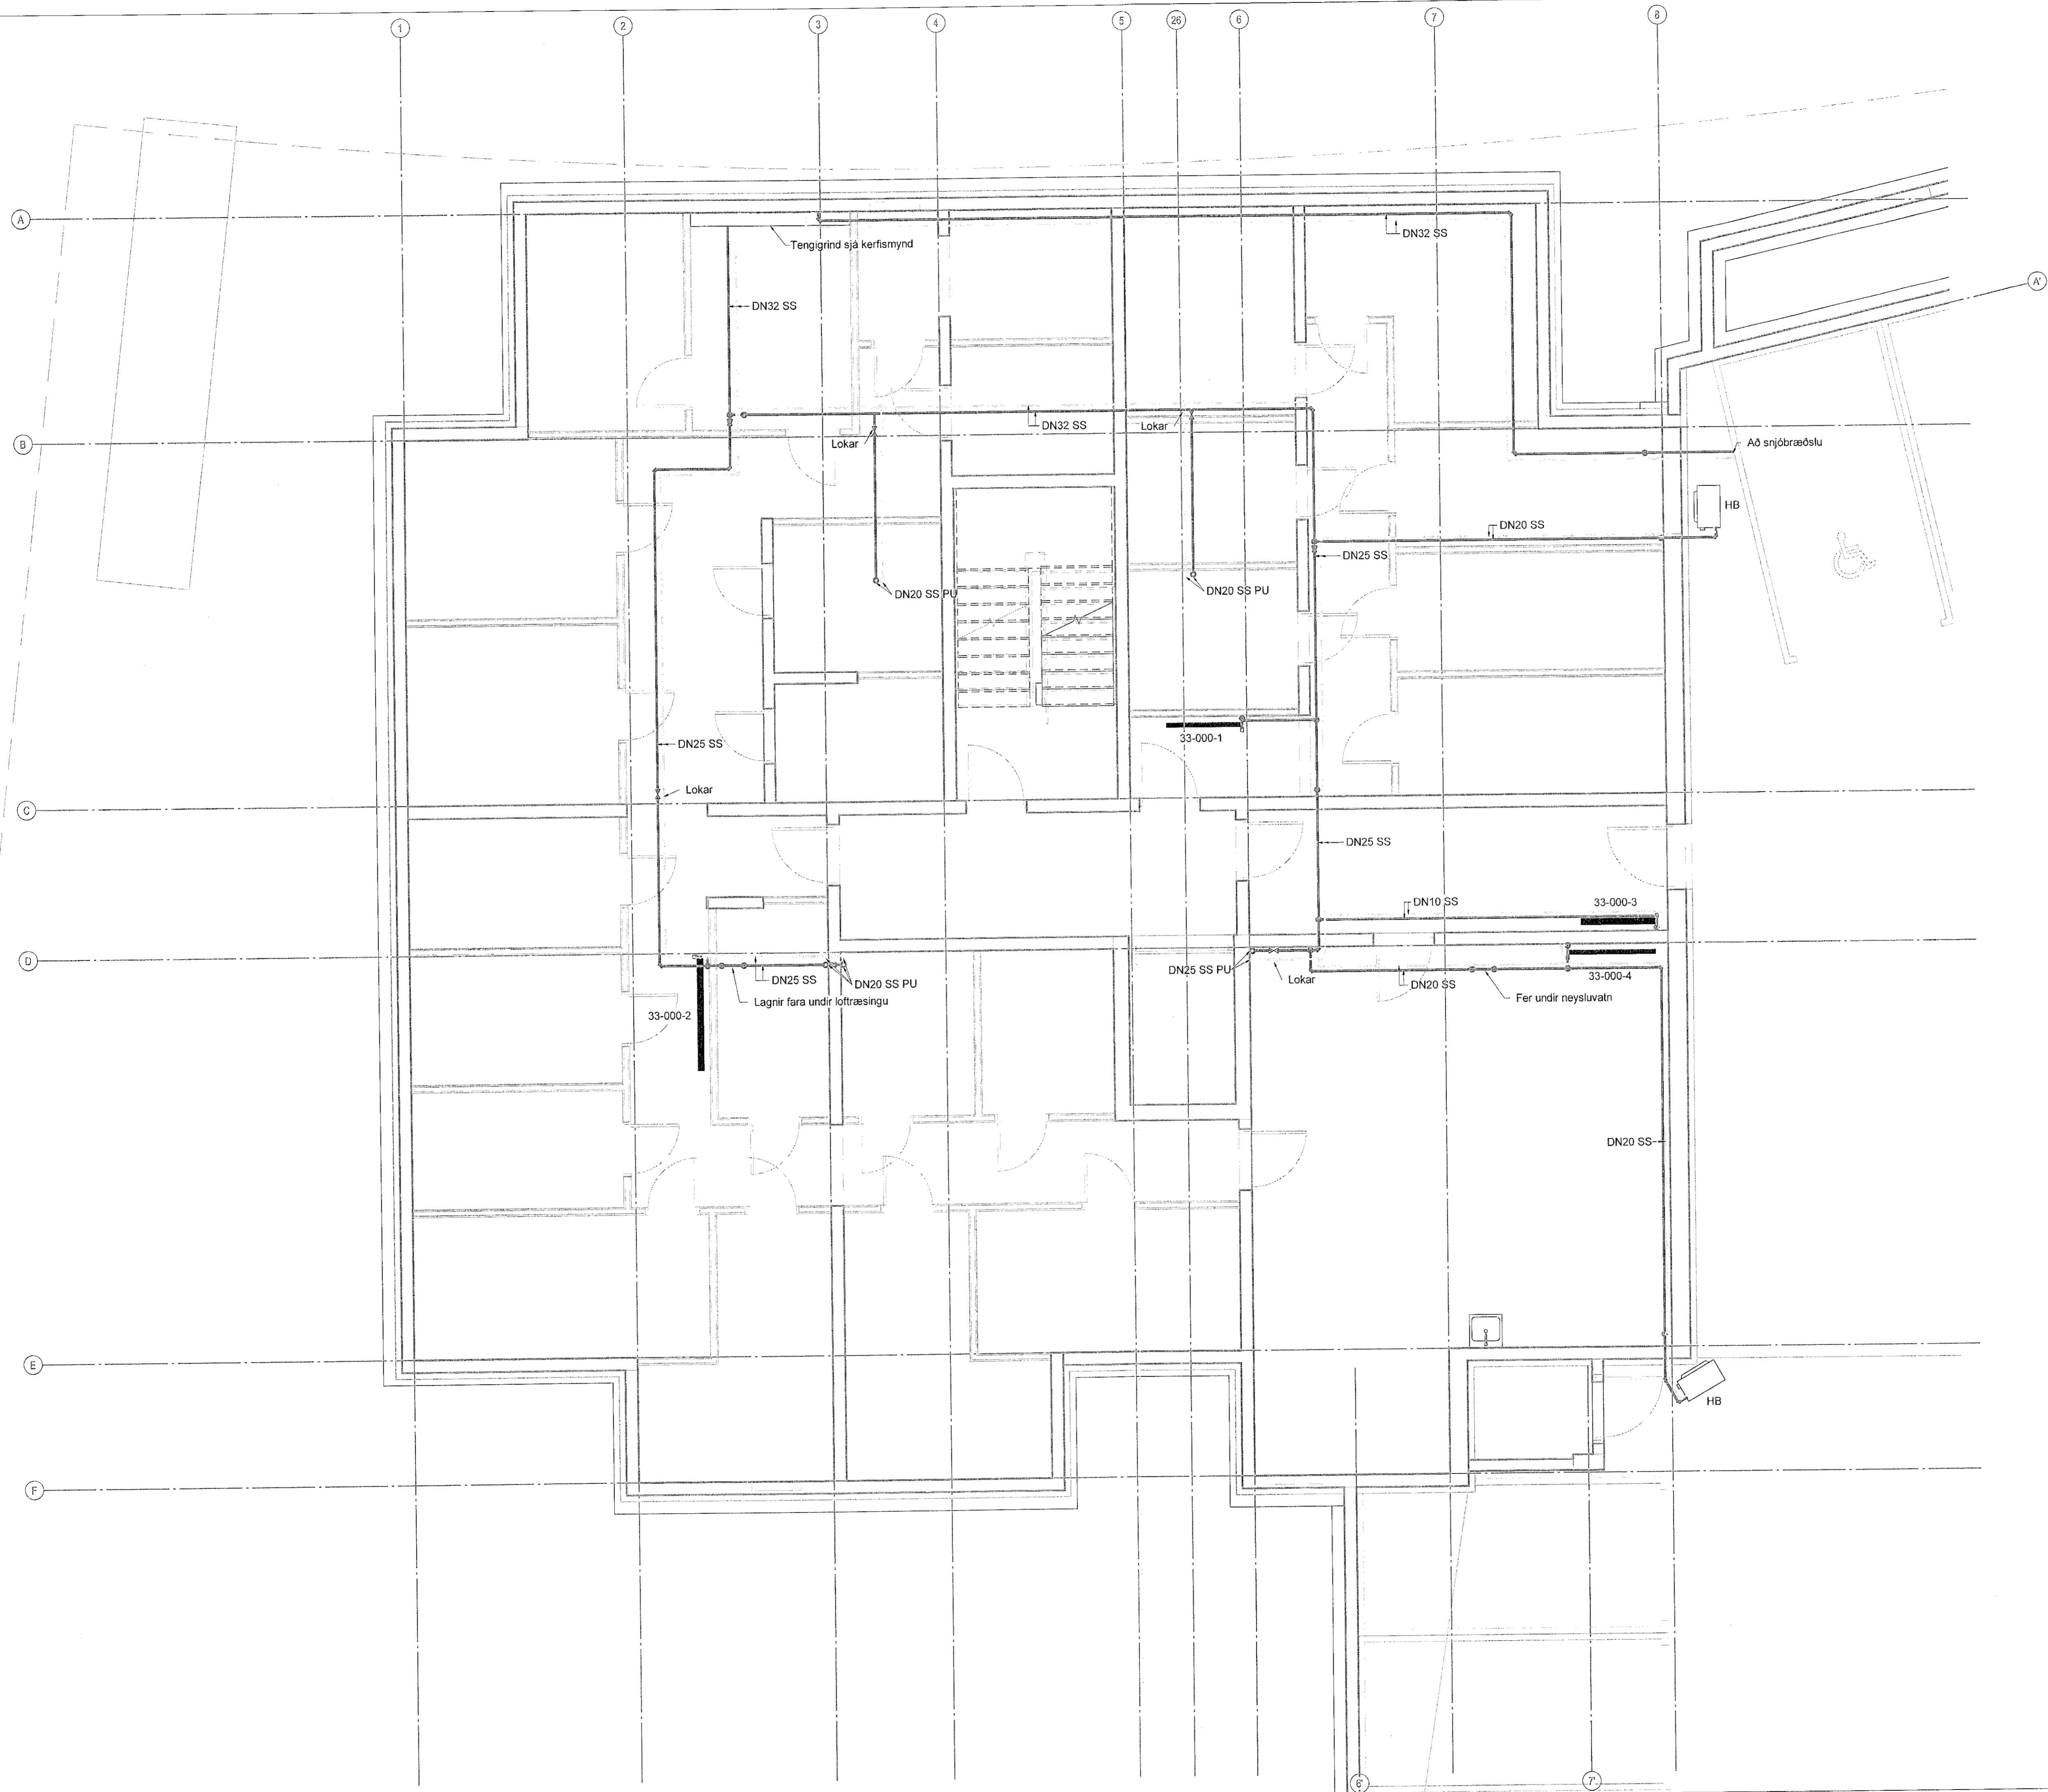 1
2
3
4
5
26
6
7
8
A
Tengigrind sjá kerfismynd
DN32 SS
A'
DN32 SS
B
Lokar
DN32 SS
Lokar
Að snjóbræðslu
HB
DN20 SS
DN25 SS
DN20 SS PU
DN20 SS PU
33-000-1
DN25 SS
Lokar
C
DN25 SS
DN10 SS
33-000-3
D
DN25 SS
DN20 SS PU
Lagnir fara undir loftræsingu
33-000-2
DN25 SS PU
Lokar
DN20 SS
33-000-4
Fer undir neysluvatn
DN20 SS
E
HB
F
6'
7'